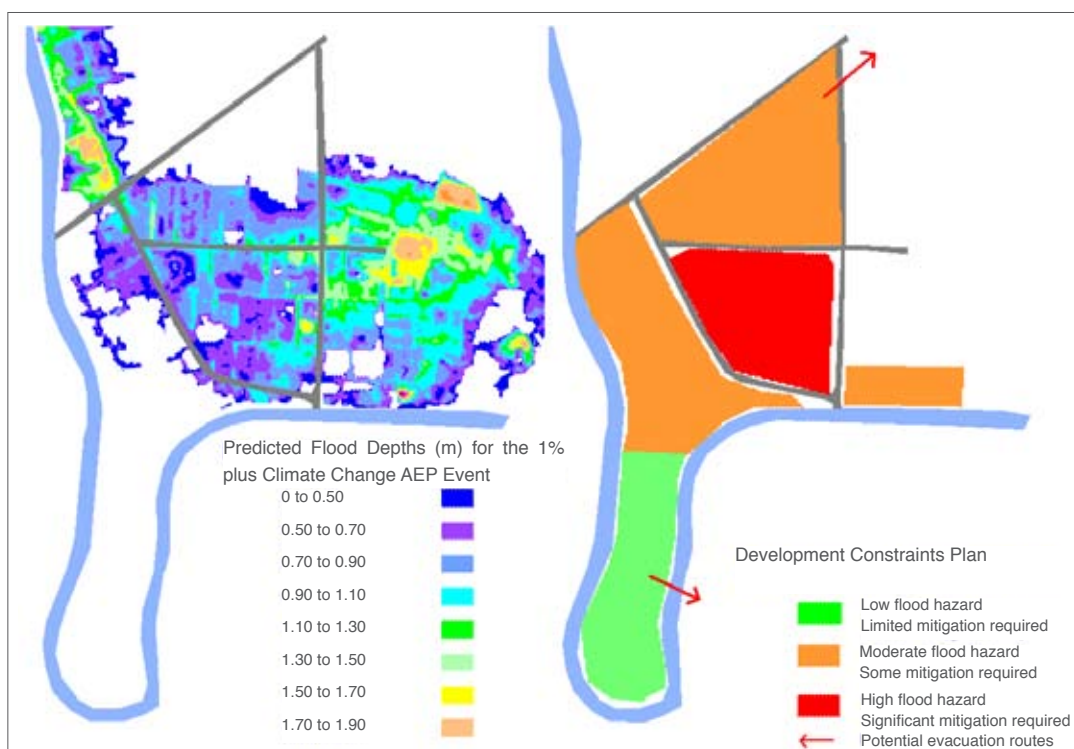 Predicted Flood Depths (m) for the 1%
plus Climate Change AEP Event
0 to 0.50
0.50 to 0.70
0.70 to 0.90
0.90 to 1.10
1.10 to 1.30
1.30 to 1.50
1.50 to 1.70
1.70 to 1.90
Development Constraints Plan
Low flood hazard
Limited mitigation required
Moderate flood hazard
Some mitigation required
High flood hazard
Significant mitigation required
Potential evacuation routes